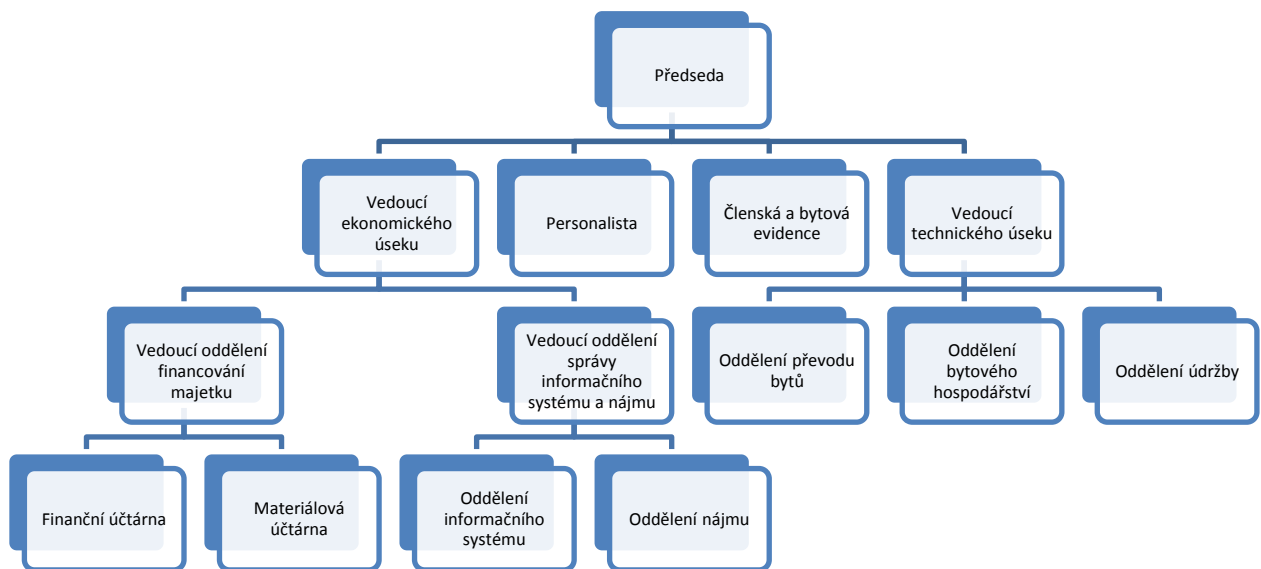 Předseda
Vedoucí
ekonomického
úseku
Personalista
Členská a bytová
evidence
Vedoucí
technického úseku
Vedoucí oddělení
financování
majetku
Vedoucí oddělení
správy
informačního
systému a nájmu
Oddělení převodu
bytů
Oddělení
bytového
hospodářství
Oddělení údržby
Finanční účtárna
Materiálová
účtárna
Oddělení
informačního
systému
Oddělení nájmu